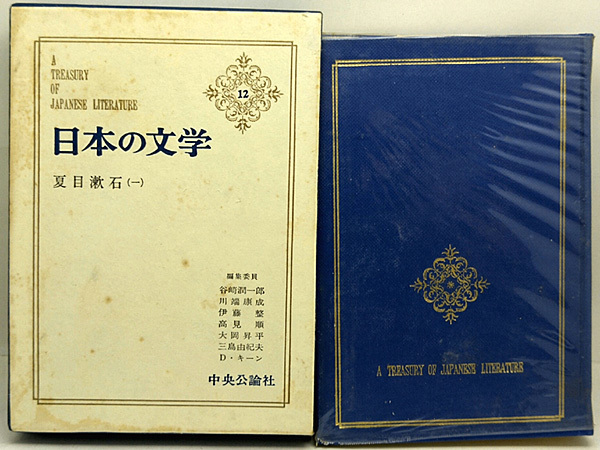 A
TREASURY
OF
JAPANESE LITERATURE
12
日本の文学
夏目漱石(一)
編集委員
谷崎潤一郎
川端康成
伊藤整
高見順
大岡昇平
三島由紀夫
D・キーン
中央公論社
A TREASURY OF JAPANESE LITERATURE